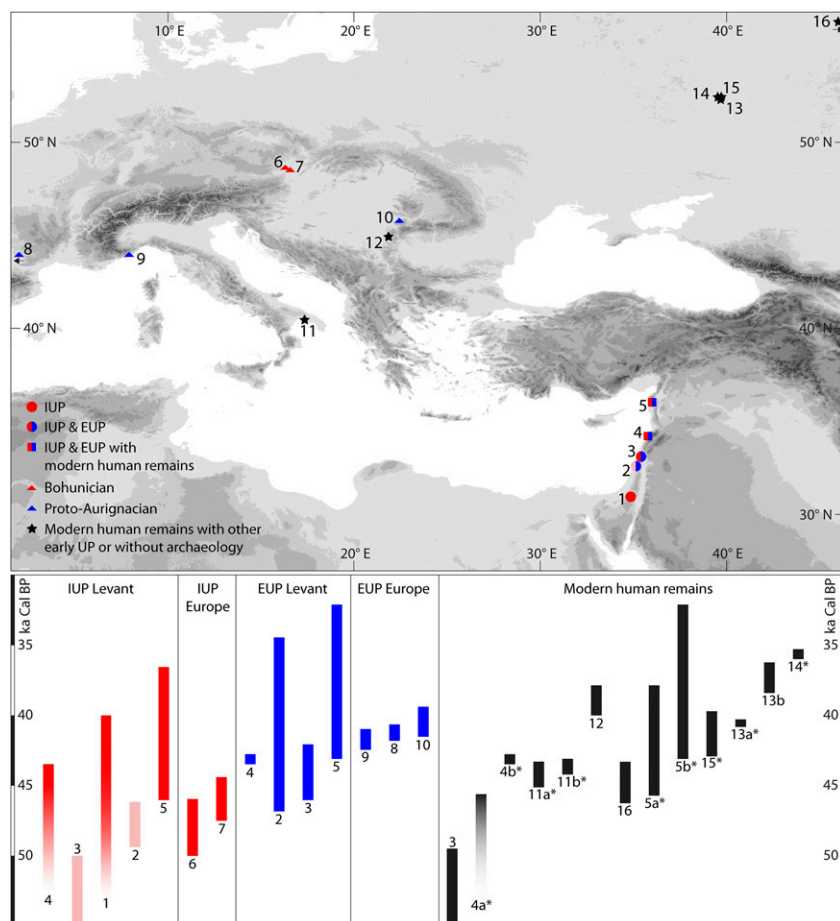 10°E 20°E 30°E 40°E 16
15
14
13
50°N 50°N
6 7
10
12
8
9
11
40°N 40°N
5
4
3
2
1
IUP
IUP & EUP
IUP & EUP with
modern human remains
Bohunician
Proto-Aurignacian
Modern human remains with other
early UP or without archaeology
30°N
20°E 30°E 40°E
ka Cal BP
IUP Levant
IUP
Europe
EUP Levant
EUP Europe
Modern human remains
ka Cal BP
35 35
40 40
45 45
50 50
4 3 1 2 5
6 7
4 2 3 5
9 8 10
3 4a* 4b* 11a* 11b* 12 16 5a* 5b* 15* 13a* 13b 14*